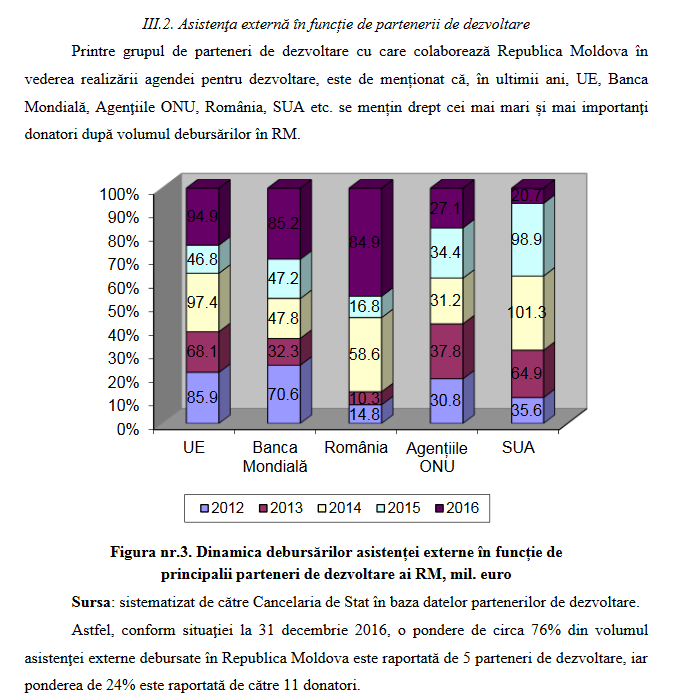 III.2. Asistenţa externă în funcție de partenerii de dezvoltare
Printre grupul de parteneri de dezvoltare cu care colaborează Republica Moldova în
vederea realizării agendei pentru dezvoltare, este de menționat că, în ultimii ani, UE, Banca
Mondială, Agenţiile ONU, România, SUA etc. se mențin drept cei mai mari și mai importanţi
donatori după volumul debursărilor în RM.
100%
90%
80%
70%
60%
50%
40%
30%
20%
10%
0%
94.9
46.8
97.4
68.1
85.9
85.2
47.2
47.8
32.3
70.6
84.9
16.8
58.6
10.3
14.8
27.1
34.4
31.2
37.8
30.8
20.7
98.9
101.3
64.9
35.6
UE
Banca
Mondială
România
Agențiile
ONU
SUA
2012 2013 2014 2015 2016
Figura nr.3. Dinamica debursărilor asistenței externe în funcție de
principalii parteneri de dezvoltare ai RM, mil. euro
Sursa: sistematizat de către Cancelaria de Stat în baza datelor partenerilor de dezvoltare.
Astfel, conform situației la 31 decembrie 2016, o pondere de circa 76% din volumul
asistenţei externe debursate în Republica Moldova este raportată de 5 parteneri de dezvoltare, iar
ponderea de 24% este raportată de către 11 donatori.